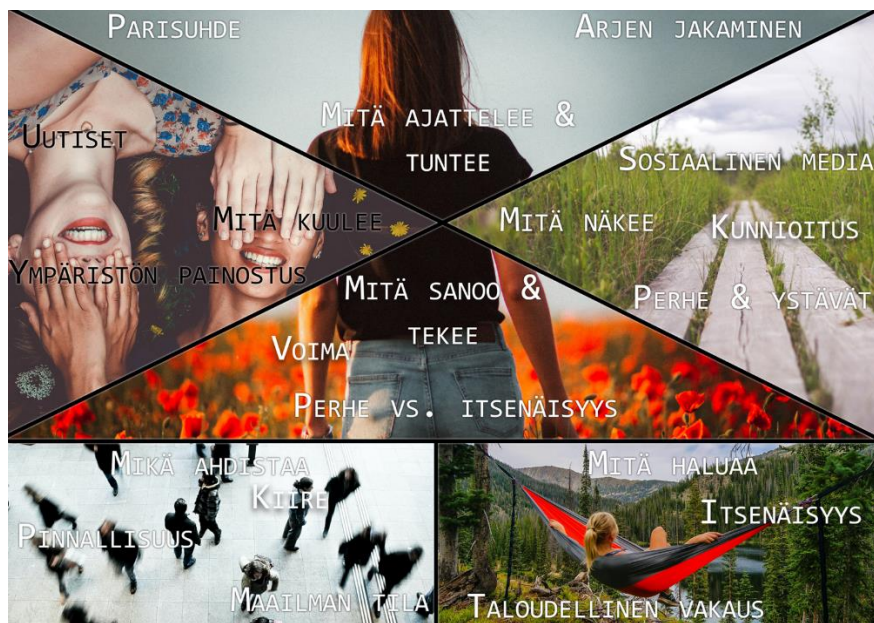 Parisuhde
Arjen jakaminen
Mitä ajattelee &
tuntee
Uutiset
Mitä kuulee
Ympäristön painostus
Sosiaalinen media
Mitä näkee
Kunnioitus
Perhe & ystävät
Mitä sanoo &
tekee
Voima
Perhe vs. itsenäisyys
Mikä ahdistaa
Kiire
Pinnallisuus
Maailman tila
Mitä haluaa
Itsenäisyys
Taloudellinen vakaus